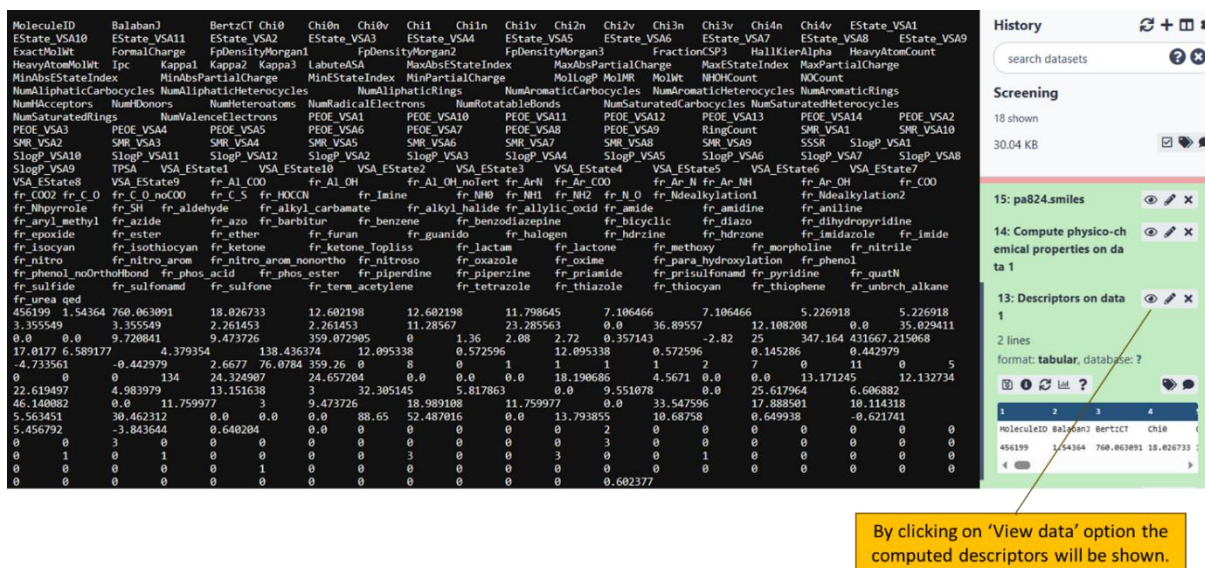 MoleculeID BalabanJ BertzCT Chi0 Chi0n Chi0v Chi1 Chi1n Chi1v Chi2n Chi2v Chi3n Chi3v Chi4n Chi4v EState_VSA1
EState_VSA10 EState_VSA11 EState_VSA2 EState_VSA3 EState_VSA4 EState_VSA5 EState_VSA6 EState_VSA7 EState_VSA8 EState_VSA9
ExactMolWt FormalCharge FpDensityMorgan1 FpDensityMorgan2 FpDensityMorgan3 FractionCSP3 HallKierAlpha HeavyAtomCount
HeavyAtomMolWt Ipc Kappa1 Kappa2 Kappa3 LabuteASA MaxAbsEStateIndex MaxAbsPartialCharge MaxEStateIndex MaxPartialCharge
MinAbsEStateIndex MinAbsPartialCharge MinEStateIndex MinPartialCharge MolLogP MolMR MolWt NHOHCount NOCount
NumAliphaticCarbocycles NumAliphaticHeterocycles NumAliphaticRings NumAromaticCarbocycles NumAromaticHeterocycles NumAromaticRings
NumHAcceptors NumHDonors NumHeteroatoms NumRadicalElectrons NumRotatableBonds NumSaturatedCarbocycles NumSaturatedHeterocycles
NumSaturatedRings NumValenceElectrons PEOE_VSA1 PEOE_VSA10 PEOE_VSA11 PEOE_VSA12 PEOE_VSA13 PEOE_VSA14 PEOE_VSA2
PEOE_VSA3 PEOE_VSA4 PEOE_VSA5 PEOE_VSA6 PEOE_VSA7 PEOE_VSA8 PEOE_VSA9 RingCount SMR_VSA1 SMR_VSA10
SMR_VSA2 SMR_VSA3 SMR_VSA4 SMR_VSA5 SMR_VSA6 SMR_VSA7 SMR_VSA8 SMR_VSA9 SSSR SlogP_VSA1
SlogP_VSA10 SlogP_VSA11 SlogP_VSA12 SlogP_VSA2 SlogP_VSA3 SlogP_VSA4 SlogP_VSA5 SlogP_VSA6 SlogP_VSA7 SlogP_VSA8
SlogP_VSA9 TPSA VSA_EState1 VSA_EState10 VSA_EState2 VSA_EState3 VSA_EState4 VSA_EState5 VSA_EState6 VSA_EState7
VSA_EState8 VSA_EState9 fr_Al_COO fr_Al_OH fr_Al_OH_noTert fr_ArN fr_Ar_COO fr_Ar_N fr_Ar_NH fr_Ar_OH fr_COO
fr_COO2 fr_C_O fr_C_O_noCOO fr_C_S fr_HOCCN fr_Imine fr_NH0 fr_NH1 fr_NH2 fr_N_O fr_Ndealkylation1 fr_Ndealkylation2
fr_Nhpyrrole fr_SH fr_aldehyde fr_alkyl_carbamate fr_alkyl_halide fr_allylic_oxid fr_amide fr_amidine fr_aniline
fr_aryl_methyl fr_azide fr_azo fr_barbitur fr_benzene fr_benzodiazepine fr_bicyclic fr_diazo fr_dihydropyridine
fr_epoxide fr_ester fr_ether fr_furan fr_guanido fr_halogen fr_hdrzine fr_hdrzone fr_imidazole fr_imide
fr_isocyan fr_isothiocyan fr_ketone fr_ketone_Topliss fr_lactam fr_lactone fr_methoxy fr_morpholine fr_nitrile
fr_nitro fr_nitro_arom fr_nitro_arom_nonortho fr_nitroso fr_oxazole fr_oxime fr_para_hydroxylation fr_phenol
fr_phenol_noOrthoHbond fr_phos_acid fr_phos_ester fr_piperdine fr_piperzine fr_priamide fr_prisulfonamd fr_pyridine fr_quatN
fr_sulfide fr_sulfonamd fr_sulfone fr_term_acetylene fr_tetrazole fr_thiazole fr_thiocyan fr_thiophene fr_unbrch_alkane
fr_urea qed
456199 1.54364 760.063091 18.026733 12.602198 12.602198 11.798645 7.106466 7.106466 5.226918 5.226918
3.355549 3.355549 2.261453 2.261453 11.28567 23.285563 0.0 36.89557 12.108208 0.0 35.029411
0.0 0.0 9.720841 9.473726 359.072905 0 1.36 2.08 2.72 0.357143 -2.82 25 347.164 431667.215068
17.0177 6.589177 4.379354 138.436374 12.095338 0.572596 12.095338 0.572596 0.145286 0.442979
-4.733561 -0.442979 2.6677 76.0784 359.26 0 8 0 1 1 1 1 2 7 0 11 0 5
0 0 0 134 24.324907 24.657204 0.0 0.0 0.0 18.190686 4.5671 0.0 0.0 13.171245 12.132734
22.619497 4.983979 13.151638 3 32.305145 5.817863 0.0 9.551078 0.0 25.617964 6.606882
46.140082 0.0 11.759977 3 9.473726 18.989108 11.759977 0.0 33.547596 17.888501 10.114318
5.563451 30.462312 0.0 0.0 0.0 88.65 52.487016 0.0 13.793855 10.68758 0.649938 -0.621741
5.456792 -3.843644 0.640204 0.0 0 0 0 0 0 2 0 0 0 0 0 0
0 0 3 0 0 0 0 0 0 3 0 0 0 0 0 0
0 1 0 1 0 0 0 3 0 0 3 0 0 1 0 0 0 0
0 0 0 0 0 1 0 0 0 0 0 0 0 0 0 0 0
0 0 0 0 0 0 0 0 0 0 0.602377
History
search datasets
Screening
18 shown
30.04 KB
15: pa824.smiles
14: Compute physico-ch
emical properties on da
ta 1
13: Descriptors on data
1
2 lines
format: tabular, database: ?
1 2 3 4
MoleculeID BalabanJ BertzCT Chi0
456199 1.54364 760.063091 18.026733
By clicking on 'View data' option the
computed descriptors will be shown.